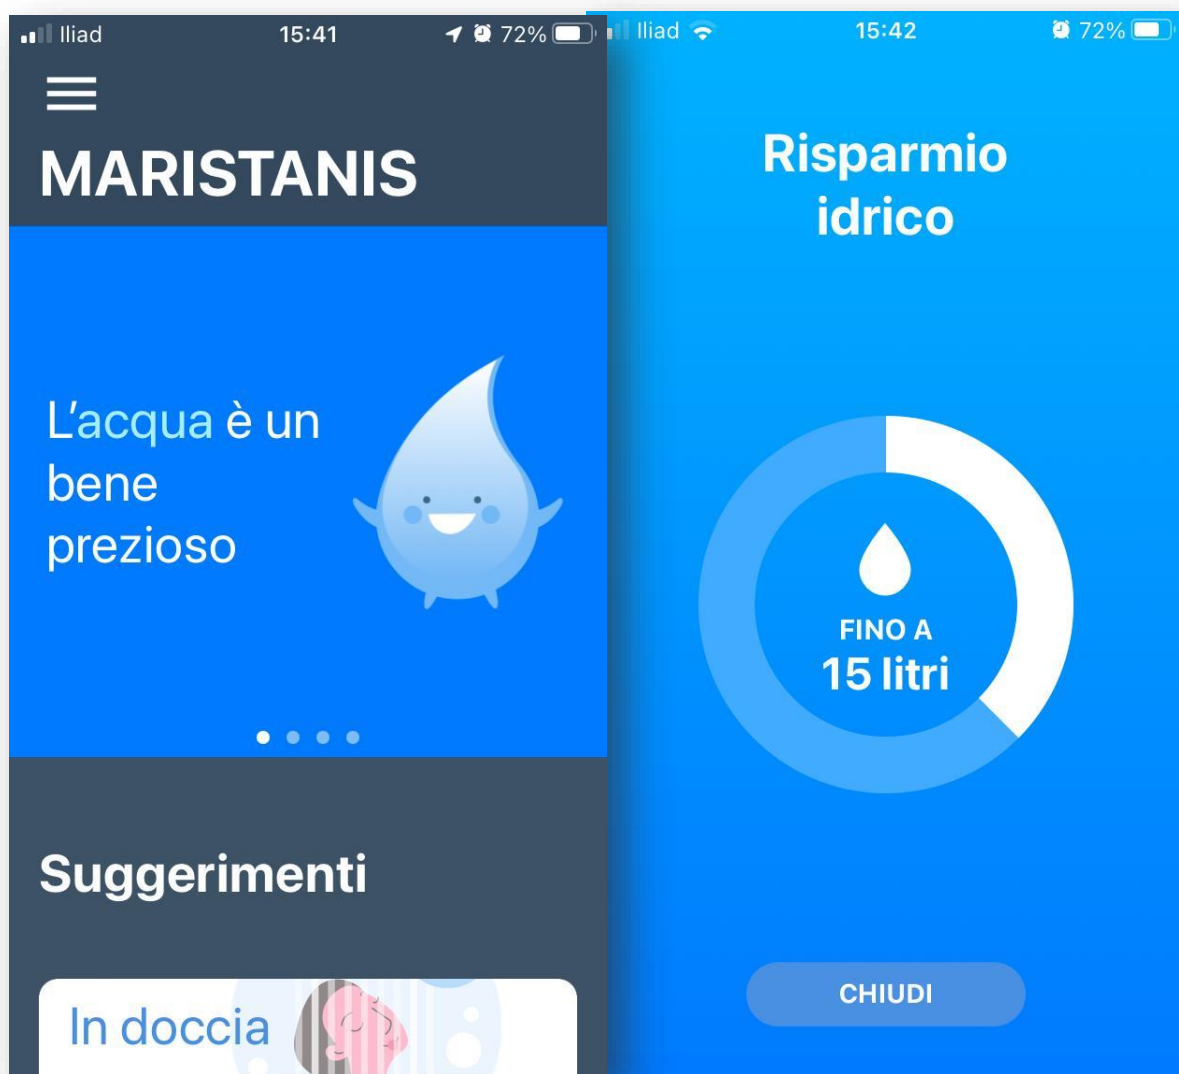 Iliad 15:41 72%
MARISTANIS
L'acqua è un
bene
prezioso
Suggerimenti
In doccia
Iliad 15:42 72%
Risparmio
idrico
FINO A
15 litri
CHIUDI